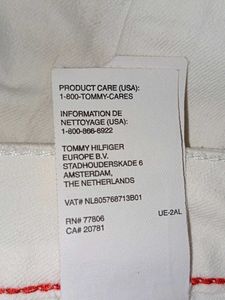 PRODUCT CARE (USA):
1-800-TOMMY-CARES
INFORMATION DE
NETTOYAGE (USA):
1-800-866-6922
TOMMY HILFIGER
EUROPE B.V.
STADHOUDERSKADE 6
AMSTERDAM,
THE NETHERLANDS
VAT# NL805768713B01
UE-2AL
RN# 77806
CA# 20781